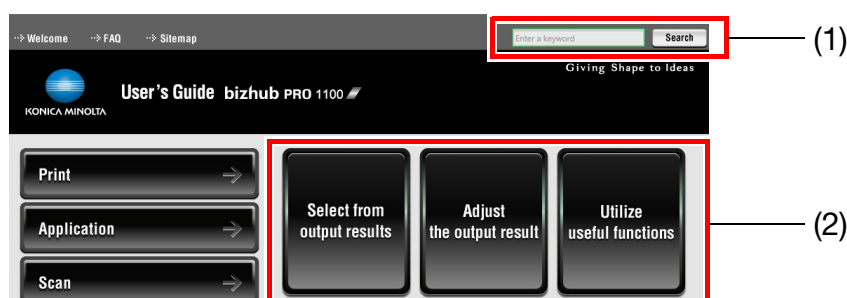 ··> Welcome ··> FAQ ··> Sitemap
Enter a keyword Search
(1)
Giving Shape to Ideas
KONICA MINOLTA
User's Guide bizhub PRO 1100
Print
Application
Scan
Select from
output results
Adjust
the output result
Utilize
useful functions
(2)